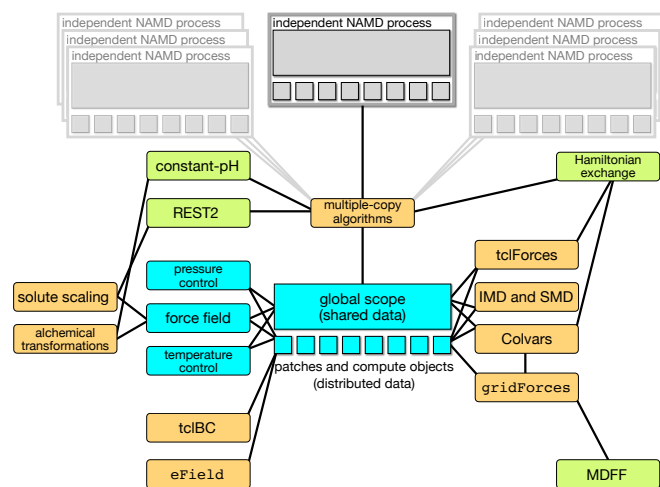 independent NAMD process
independent NAMD process
independent NAMD process
independent NAMD process
independent NAMD process
independent NAMD process
independent NAMD process
constant-pH
Hamiltonian
exchange
REST2
multiple-copy
algorithms
pressure
control
tclForces
solute scaling
force field
global scope
(shared data)
IMD and SMD
alchemical
transformations
temperature
control
Colvars
patches and compute objects
(distributed data)
gridForces
tclBC
eField
MDFF